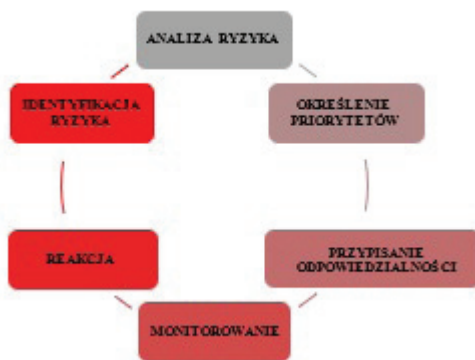 ANALIZA RYZYKA
IDENTYFIKACJA
RYZYKA
OKREŚLENIE
PRIORYTETÓW
REAKCJA
PRZYPISANIE
ODPOWIEDZIALNOŚCI
MONITOROWANIE